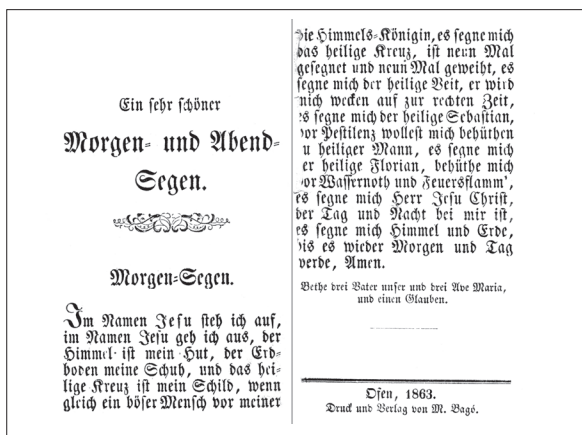 Ein sehr schöner
Morgen- und Abend-
Segen.
Morgen-Segen.
Im Namen Jesu steh ich auf,
im Namen Jesu geh ich aus, der
Himmel ist mein Hut, der Erd-
boden meine Schuh, und das hei-
lige Kreuz ist mein Schild, wenn
gleich ein böser Mensch vor meiner
die Himmels-Königin, es segne mich
das heilige Kreuz, ist neun Mal
gesegnet und neun Mal geweiht, es
segne mich der heilige Veit, er wird
mich wecken auf zur rechten Zeit,
es segne mich der heilige Sebastian,
vor Pestilenz wollest mich behüthen
du heiliger Mann, es segne mich
der heilige Florian, behüthe mich
vor Wassernoth und Feuersflamm',
es segne mich Herr Jesu Christ,
der Tag und Nacht bei mir ist,
es segne mich Himmel und Erde,
bis es wieder Morgen und Tag
werde, Amen.
Bethe drei Vater unser und drei Ave Maria,
und einen Glauben.
Ofen, 1863.
Druck und Verlag von M. Bagó.